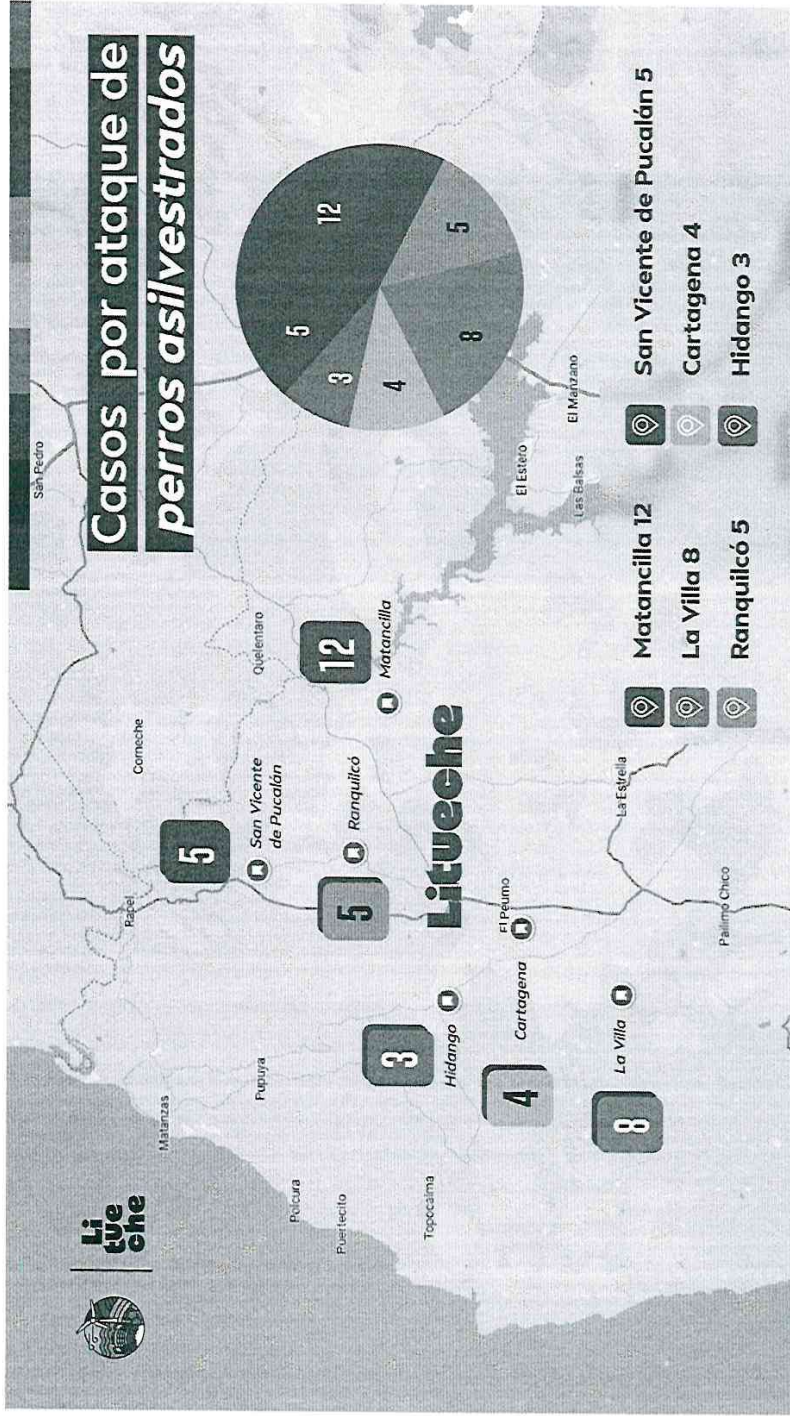 Li
tue
che
Casos por ataque de
perros asilvestrados
San Pedro
Corneche
Rapel
Matanzas
5
San Vicente
de Pucalán
Quelentaro
Pupuya
Polcura
Puertecito
12
Matancilla
5
Ranquilcó
Litueche
3
Hidango
Topocalma
El Peumo
4
Cartagena
8
La Villa
La Estrella
Pailimo Chico
El Estero
Las Balsas
El Manzano
12
5
8
4
3
5
Matancilla 12
La Villa 8
Ranquilcó 5
San Vicente de Pucalán 5
Cartagena 4
Hidango 3